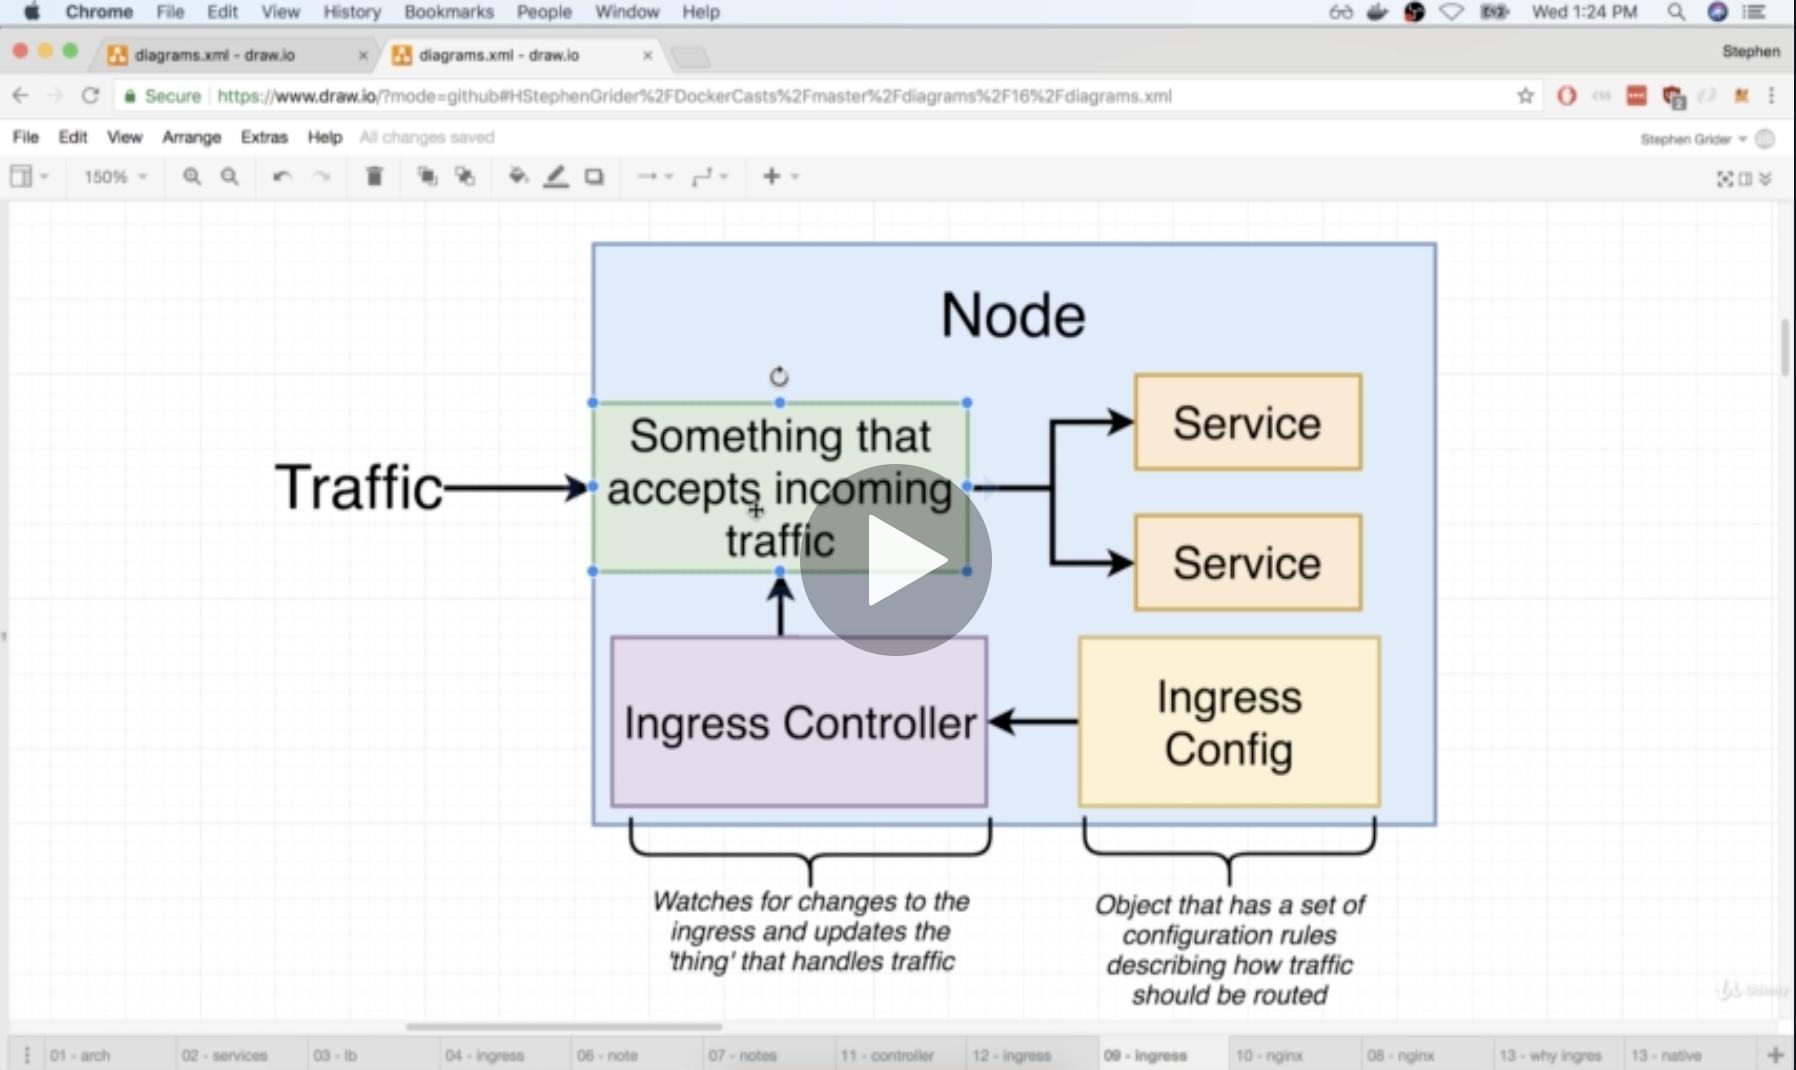 Chrome File Edit View History Bookmarks People Window Help Wed 1:24 PM
diagrams.xml - draw.io × diagrams.xml - draw.io × Stephen
Secure https://www.draw.io/?mode=github#HStephenGrider%2FDockerCasts%2Fmaster%2Fdiagrams%2F16%2Fdiagrams.xml css 2
File Edit View Arrange Extras Help All changes saved Stephen Grider
150%
Node
Something that
accepts incoming
traffic
Traffic
Service
Service
Ingress Controller
Ingress
Config
Watches for changes to the
ingress and updates the
'thing' that handles traffic
Object that has a set of
configuration rules
describing how traffic
should be routed
Udemy
01 - arch 02 - services 03 - lb 04 - ingress 06 - note 07 - notes 11 - controller 12 - ingress 09 - ingress 10 - nginx 08 - nginx 13 - why ingres 13 - native